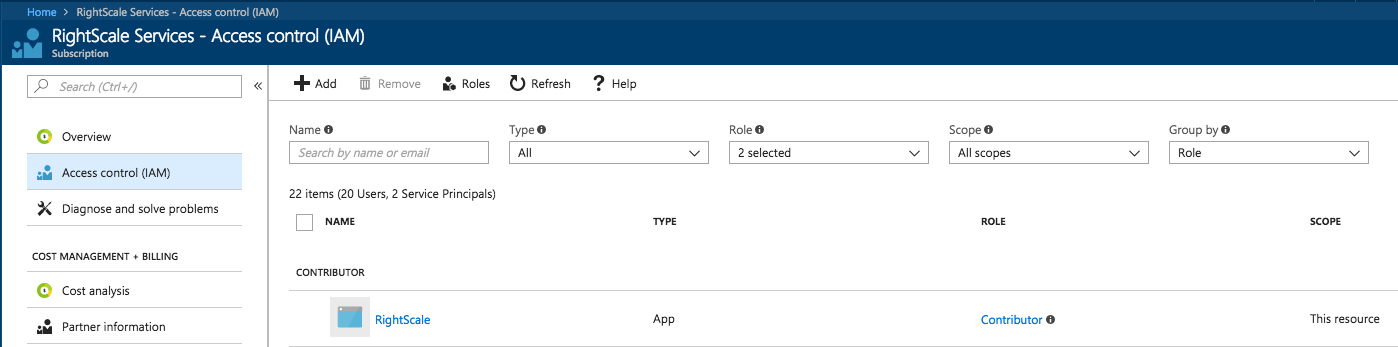 Home > RightScale Services - Access control (IAM)
RightScale Services - Access control (IAM)
Subscription
Search (Ctrl+/) «
Add Remove Roles Refresh ? Help
Overview
Access control (IAM)
Diagnose and solve problems
COST MANAGEMENT + BILLING
Cost analysis
Partner information
Name Type Role Scope Group by
Search by name or email All 2 selected All scopes Role
22 items (20 Users, 2 Service Principals)
NAME TYPE ROLE SCOPE
CONTRIBUTOR
RightScale App Contributor This resource